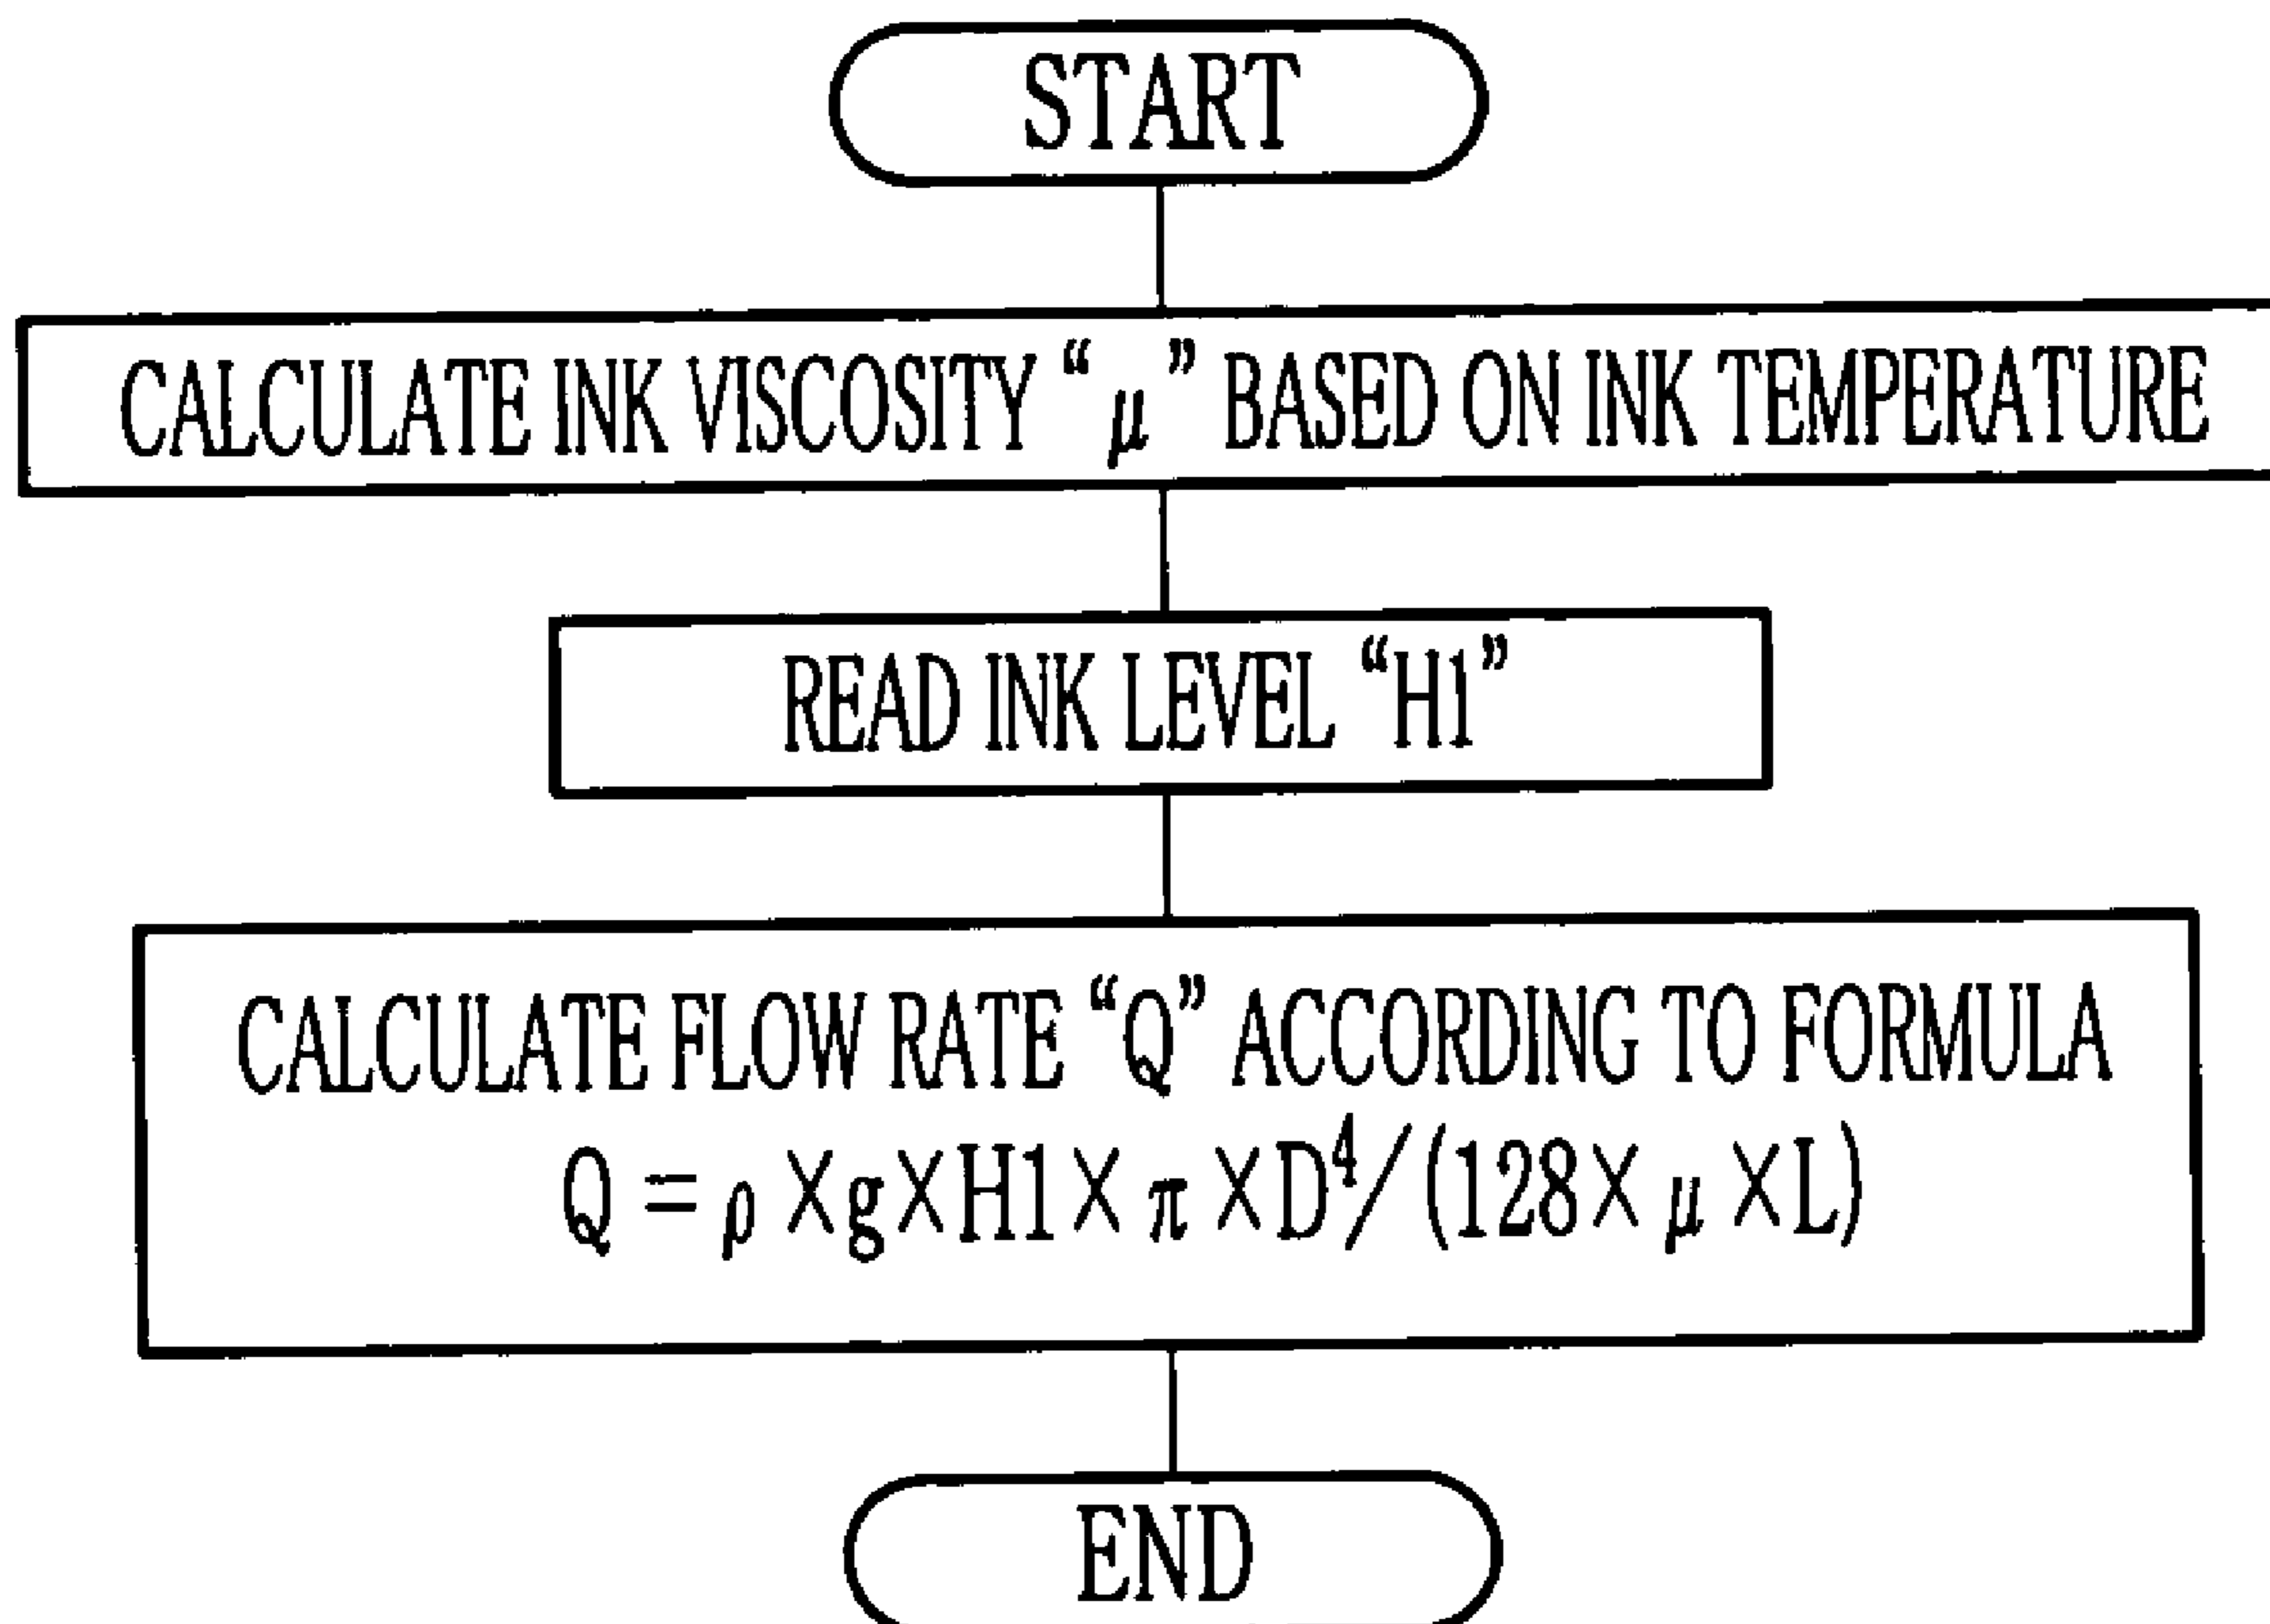 START
CALCULATE INK VISCOSITY “μ” BASED ON INK TEMPERATURE
READ INK LEVEL “H1”
CALCULATE FLOW RATE “Q” ACCORDING TO FORMULA
Q = ρ×g×H1×π×D⁴/(128×μ×L)
END